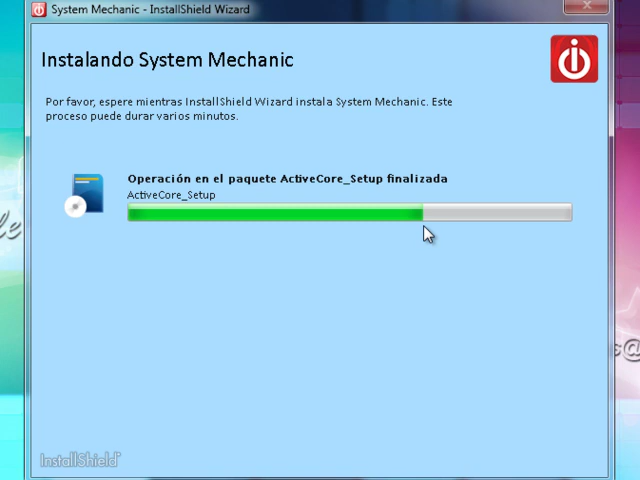 System Mechanic - InstallShield Wizard
Instalando System Mechanic
Por favor, espere mientras InstallShield Wizard instala System Mechanic. Este
proceso puede durar varios minutos.
Operación en el paquete ActiveCore_Setup finalizada
ActiveCore_Setup
InstallShield